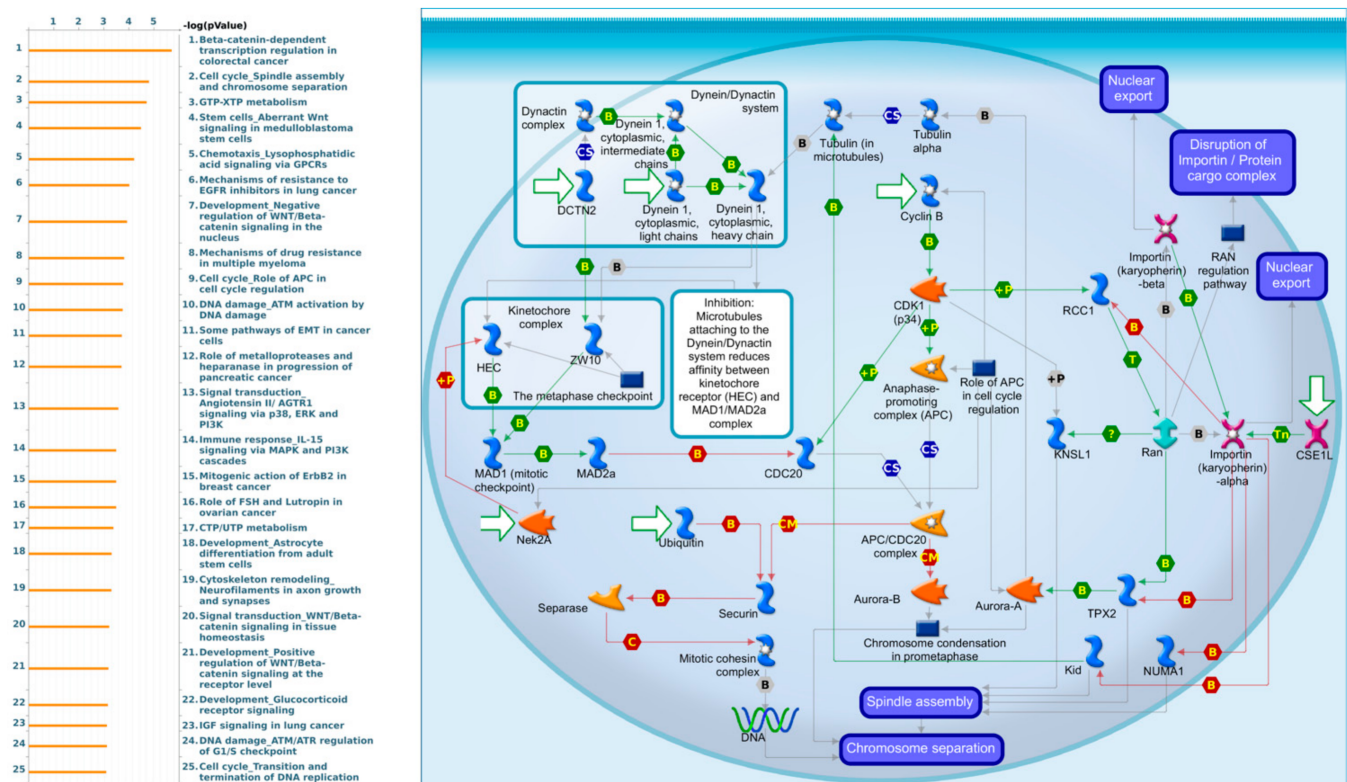 1 2 3 4 5 -log(pValue)
1 1.Beta-catenin-dependent
transcription regulation in
colorectal cancer
2 2.Cell cycle_Spindle assembly
and chromosome separation
3 3.GTP-XTP metabolism
4 4.Stem cells_Aberrant Wnt
signaling in medulloblastoma
stem cells
5 5.Chemotaxis_Lysophosphatidic
acid signaling via GPCRs
6 6.Mechanisms of resistance to
EGFR inhibitors in lung cancer
7 7.Development_Negative
regulation of WNT/Beta-
catenin signaling in the
nucleus
8 8.Mechanisms of drug resistance
in multiple myeloma
9 9.Cell cycle_Role of APC in
cell cycle regulation
10 10.DNA damage_ATM activation by
DNA damage
11 11.Some pathways of EMT in cancer
cells
12 12.Role of metalloproteases and
heparanase in progression of
pancreatic cancer
13 13.Signal transduction_
Angiotensin II/ AGTR1
signaling via p38, ERK and
PI3K
14 14.Immune response_IL-15
signaling via MAPK and PI3K
cascades
15 15.Mitogenic action of ErbB2 in
breast cancer
16 16.Role of FSH and Lutropin in
ovarian cancer
17 17.CTP/UTP metabolism
18 18.Development_Astrocyte
differentiation from adult
stem cells
19 19.Cytoskeleton remodeling_
Neurofilaments in axon growth
and synapses
20 20.Signal transduction_WNT/Beta-
catenin signaling in tissue
homeostasis
21 21.Development_Positive
regulation of WNT/Beta-
catenin signaling at the
receptor level
22 22.Development_Glucocorticoid
receptor signaling
23 23.IGF signaling in lung cancer
24 24.DNA damage_ATM/ATR regulation
of G1/S checkpoint
25 25.Cell cycle_Transition and
termination of DNA replication
Dynactin
complex
B
Dynein 1,
cytoplasmic,
intermediate
chains
Dynein/Dynactin
system
CS
B
B
B
DCTN2
Dynein 1,
cytoplasmic,
light chains
Dynein 1,
cytoplasmic,
heavy chain
B
Tubulin (in
microtubules)
CS
Tubulin
alpha
B
B
Cyclin B
B
Nuclear
export
Disruption of
Importin / Protein
cargo complex
Importin
(karyopherin)
-beta
RAN
regulation
pathway
Nuclear
export
B
B
B
B
Kinetochore
complex
HEC
ZW10
The metaphase checkpoint
Inhibition:
Microtubules
attaching to the
Dynein/Dynactin
system reduces
affinity between
kinetochore
receptor (HEC) and
MAD1/MAD2a
complex
CDK1
(p34)
+P
RCC1
B
T
+P
+P
+P
+P
Anaphase-
promoting
complex (APC)
Role of APC
in cell cycle
regulation
B
B
MAD1 (mitotic
checkpoint)
B
MAD2a
B
CDC20
CS
CS
KNSL1
?
Ran
B
Importin
(karyopherin)
-alpha
Tn
CSE1L
Nek2A
Ubiquitin
B
CM
APC/CDC20
complex
CM
B
Separase
B
Securin
Aurora-B
Aurora-A
B
TPX2
B
C
Mitotic cohesin
complex
Chromosome condensation
in prometaphase
Kid
NUMA1
B
B
B
Spindle assembly
DNA
Chromosome separation